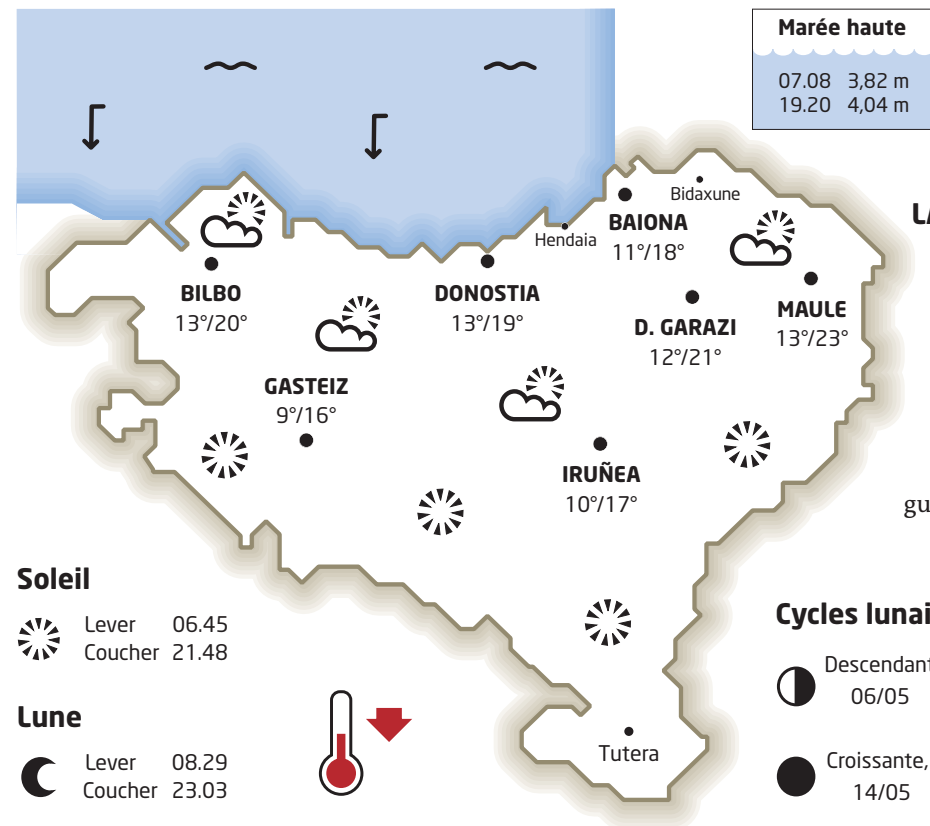 Marée haute
07.08 3,82 m
19.20 4,04 m
Bidaxune
BAIONA
11°/18°
Hendaia
BILBO
13°/20°
DONOSTIA
13°/19°
D. GARAZI
12°/21°
MAULE
13°/23°
GASTEIZ
9°/16°
IRUÑEA
10°/17°
Tutera
LA
gu
Soleil
Lever 06.45
Coucher 21.48
Lune
Lever 08.29
Coucher 23.03
Cycles lunai
Descendant
06/05
Croissante,
14/05